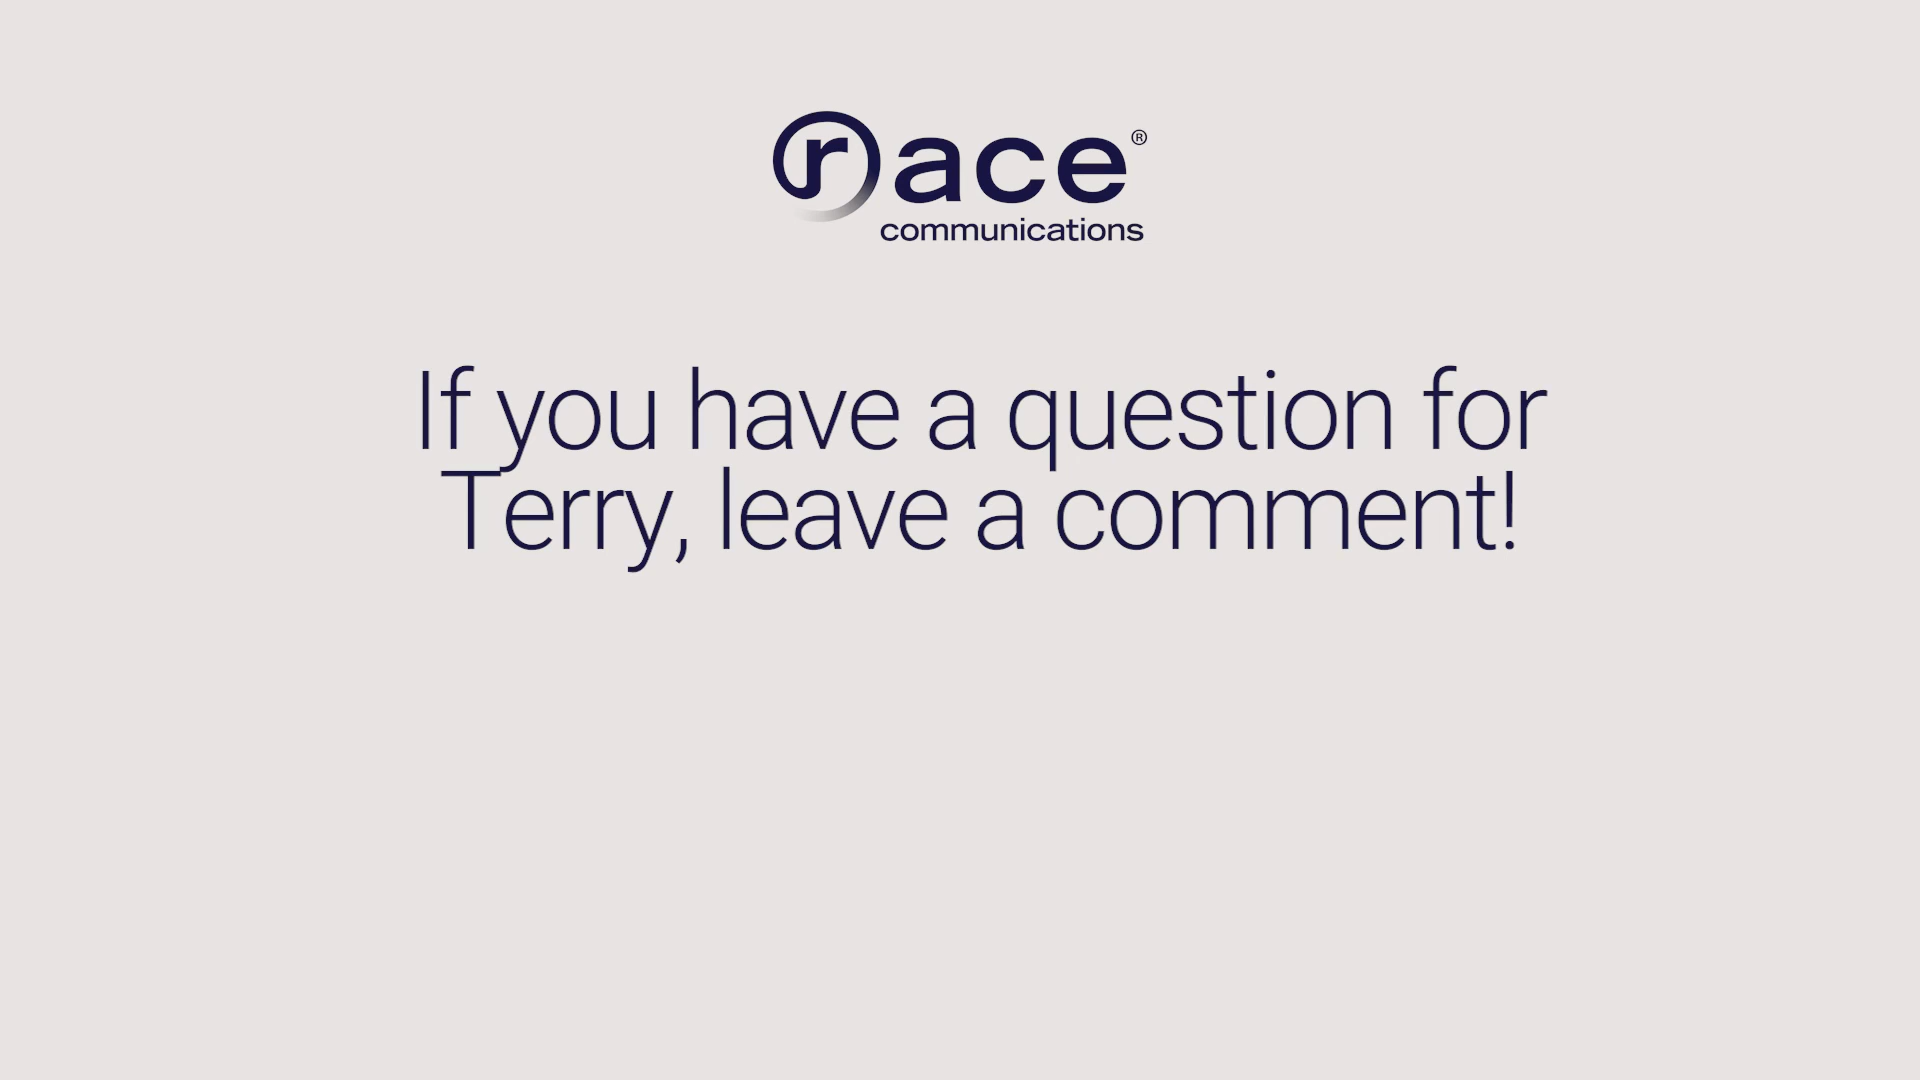 race®
communications
If you have a question for
Terry, leave a comment!